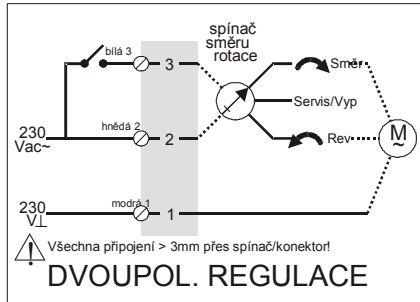 spínač
směru
rotace
bílá 3
3
Směr
Servis/Vyp
hnědá 2
2
Rev
M
~
230
Vac~
modrá 1
1
230
V⊥
Všechna připojení > 3mm přes spínač/konektor!
DVOUPOL. REGULACE